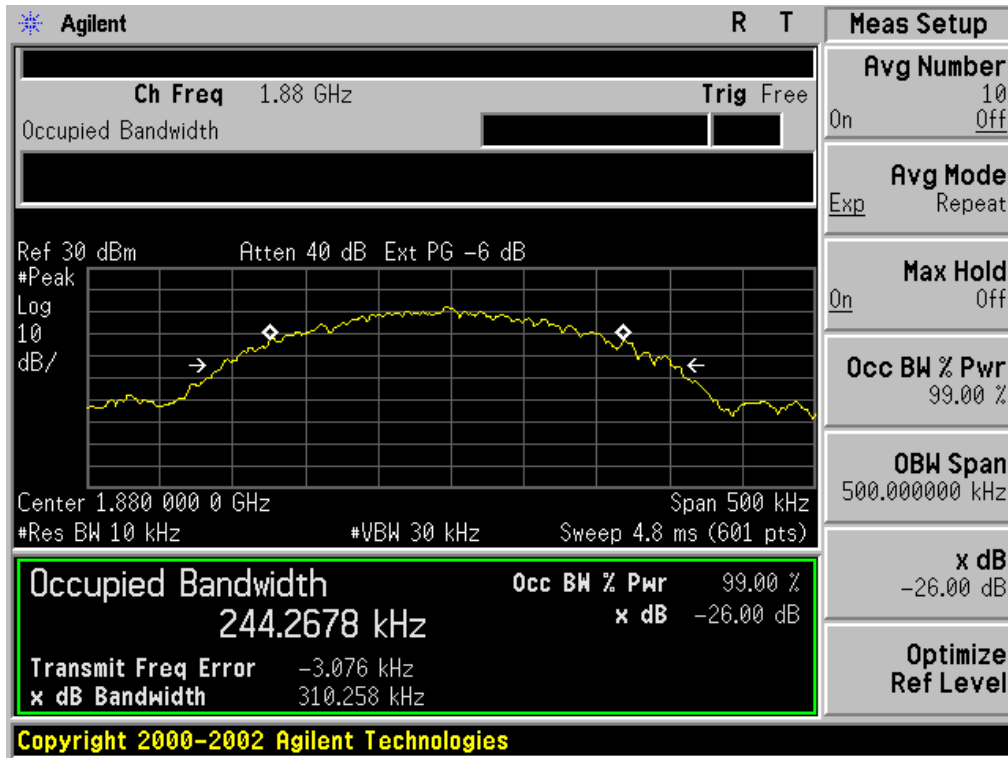 Agilent R T
Ch Freq 1.88 GHz Trig Free
Occupied Bandwidth
Ref 30 dBm Atten 40 dB Ext PG -6 dB
#Peak
Log
10
dB/
Center 1.880 000 0 GHz Span 500 kHz
#Res BW 10 kHz #VBW 30 kHz Sweep 4.8 ms (601 pts)
Occupied Bandwidth Occ BW % Pwr 99.00 %
244.2678 kHz x dB -26.00 dB
Transmit Freq Error -3.076 kHz
x dB Bandwidth 310.258 kHz
Copyright 2000-2002 Agilent Technologies
Meas Setup
Avg Number
10
On Off
Avg Mode
Exp Repeat
Max Hold
On Off
Occ BW % Pwr
99.00 %
OBW Span
500.000000 kHz
x dB
-26.00 dB
Optimize
Ref Level